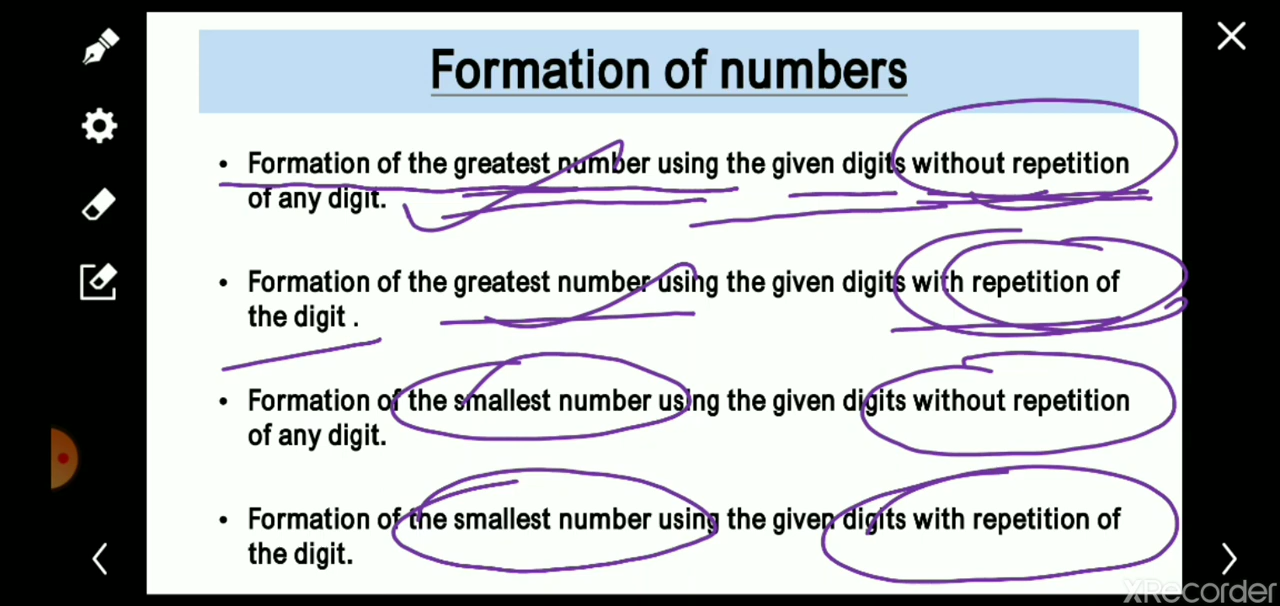 Formation of numbers
• Formation of the greatest number using the given digits without repetition
of any digit.
• Formation of the greatest number using the given digits with repetition of
the digit .
• Formation of the smallest number using the given digits without repetition
of any digit.
• Formation of the smallest number using the given digits with repetition of
the digit.
XRecorder